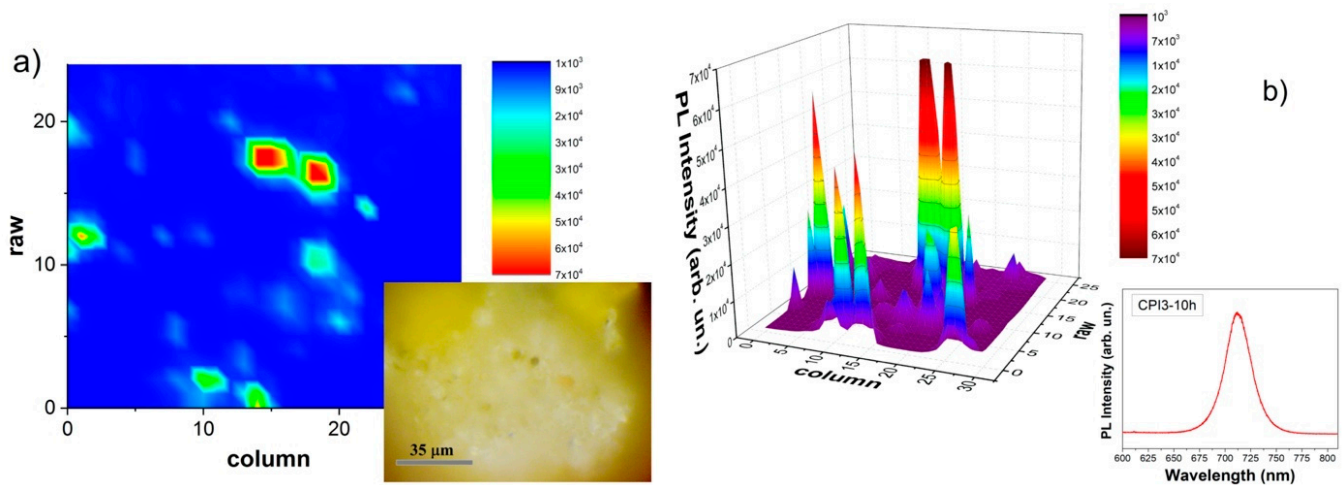 a)
20
10
0
raw
0
10
20
column
1x10³
9x10³
2x10⁴
3x10⁴
4x10⁴
5x10⁴
6x10⁴
7x10⁴
35 μm
b)
PL Intensity (arb. un.)
7x10⁴
6x10⁴
5x10⁴
4x10⁴
3x10⁴
2x10⁴
1x10⁴
0
0
5
10
15
20
25
30
column
25
20
15
10
5
0
raw
10³
7x10³
1x10⁴
2x10⁴
3x10⁴
4x10⁴
5x10⁴
5x10⁴
6x10⁴
7x10⁴
CPI3-10h
PL Intensity (arb. un.)
600 625 650 675 700 725 750 775 800
Wavelength (nm)